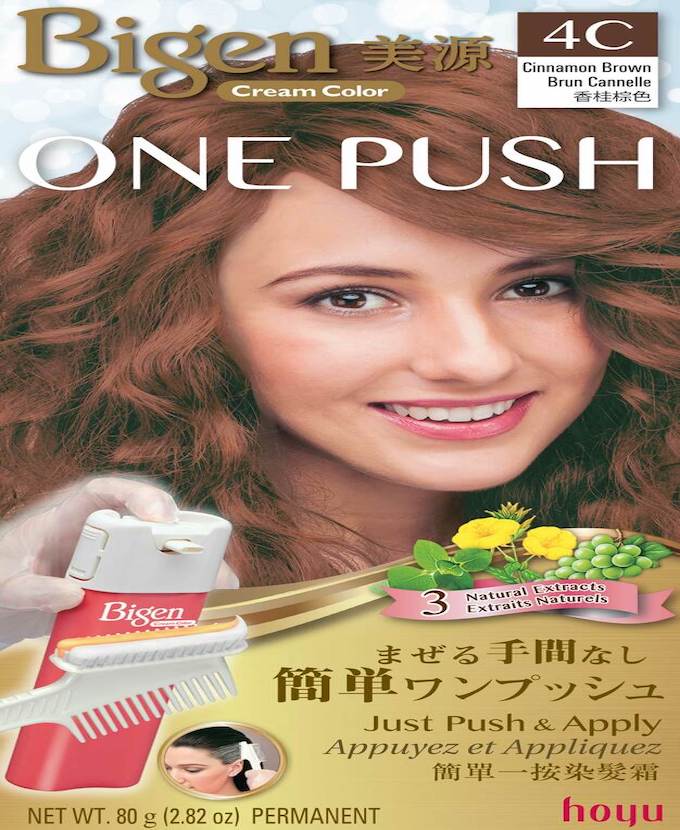 Bigen 美源
Cream Color
4C
Cinnamon Brown
Brun Cannelle
香桂棕色
ONE PUSH
Bigen
Cream Color
3 Natural Extracts
Extraits Naturels
まぜる手間なし
簡単ワンプッシュ
Just Push & Apply
Appuyez et Appliquez
簡單一按染髮霜
NET WT. 80 g (2.82 oz) PERMANENT
hoyu